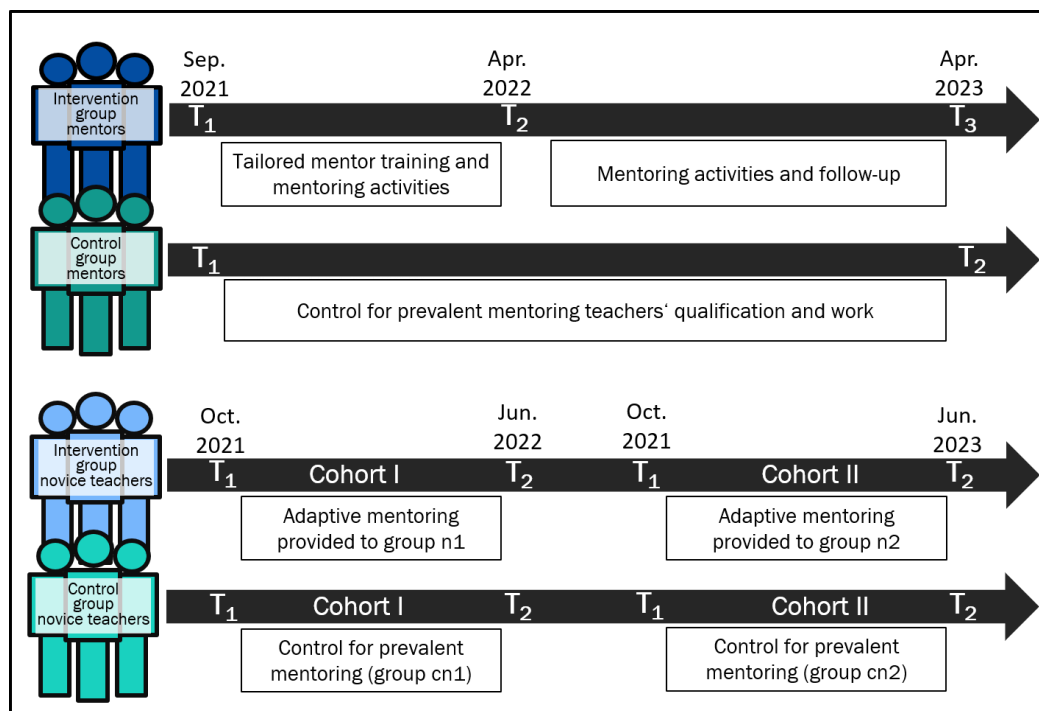 Sep.
2021
Apr.
2022
Apr.
2023
Intervention
group
mentors
T1
T2
T3
Tailored mentor training and
mentoring activities
Mentoring activities and follow-up
Control
group
mentors
T1
T2
Control for prevalent mentoring teachers‘ qualification and work
Oct.
2021
Jun.
2022
Oct.
2021
Jun.
2023
Intervention
group
novice teachers
T1 Cohort I T2 T1 Cohort II T2
Adaptive mentoring
provided to group n1
Adaptive mentoring
provided to group n2
Control
group
novice teachers
T1 Cohort I T2 T1 Cohort II T2
Control for prevalent
mentoring (group cn1)
Control for prevalent
mentoring (group cn2)